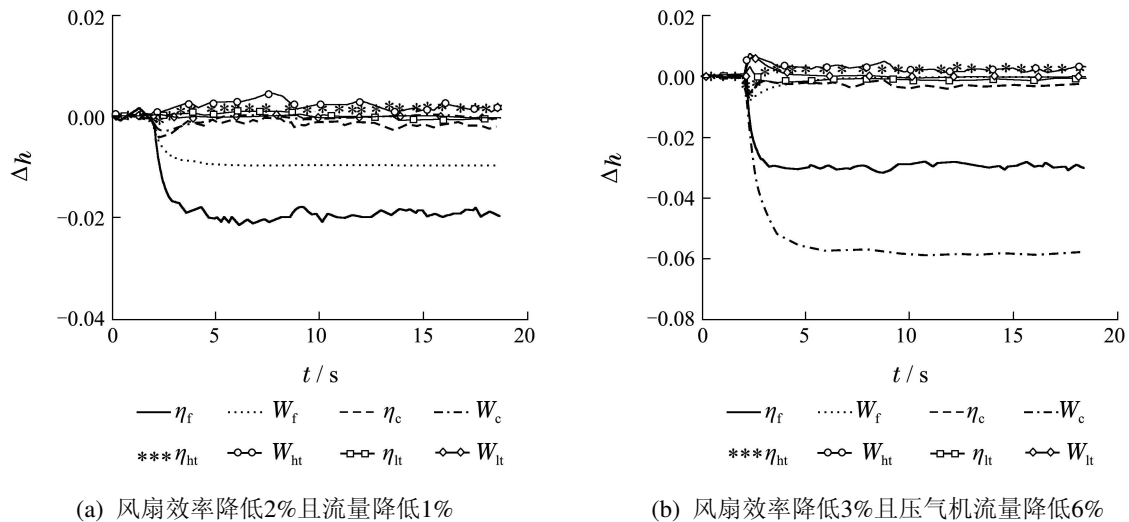 0.02
0.00
−0.02
−0.04
Δh
0 5 10 15 20
t / s
η_f W_f η_c W_c
***η_ht W_ht η_lt W_lt
(a) 风扇效率降低2%且流量降低1%
0.02
0.00
−0.02
−0.04
−0.06
−0.08
Δh
0 5 10 15 20
t / s
η_f W_f η_c W_c
***η_ht W_ht η_lt W_lt
(b) 风扇效率降低3%且压气机流量降低6%